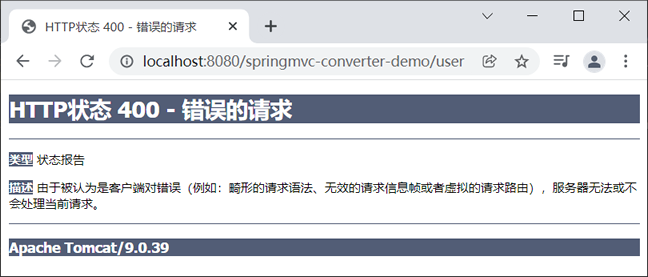 HTTP状态 400 - 错误的请求
localhost:8080/springmvc-converter-demo/user
HTTP状态 400 - 错误的请求
类型 状态报告
描述 由于被认为是客户端对错误（例如：畸形的请求语法、无效的请求信息帧或者虚拟的请求路由），服务器无法或不
会处理当前请求。
Apache Tomcat/9.0.39